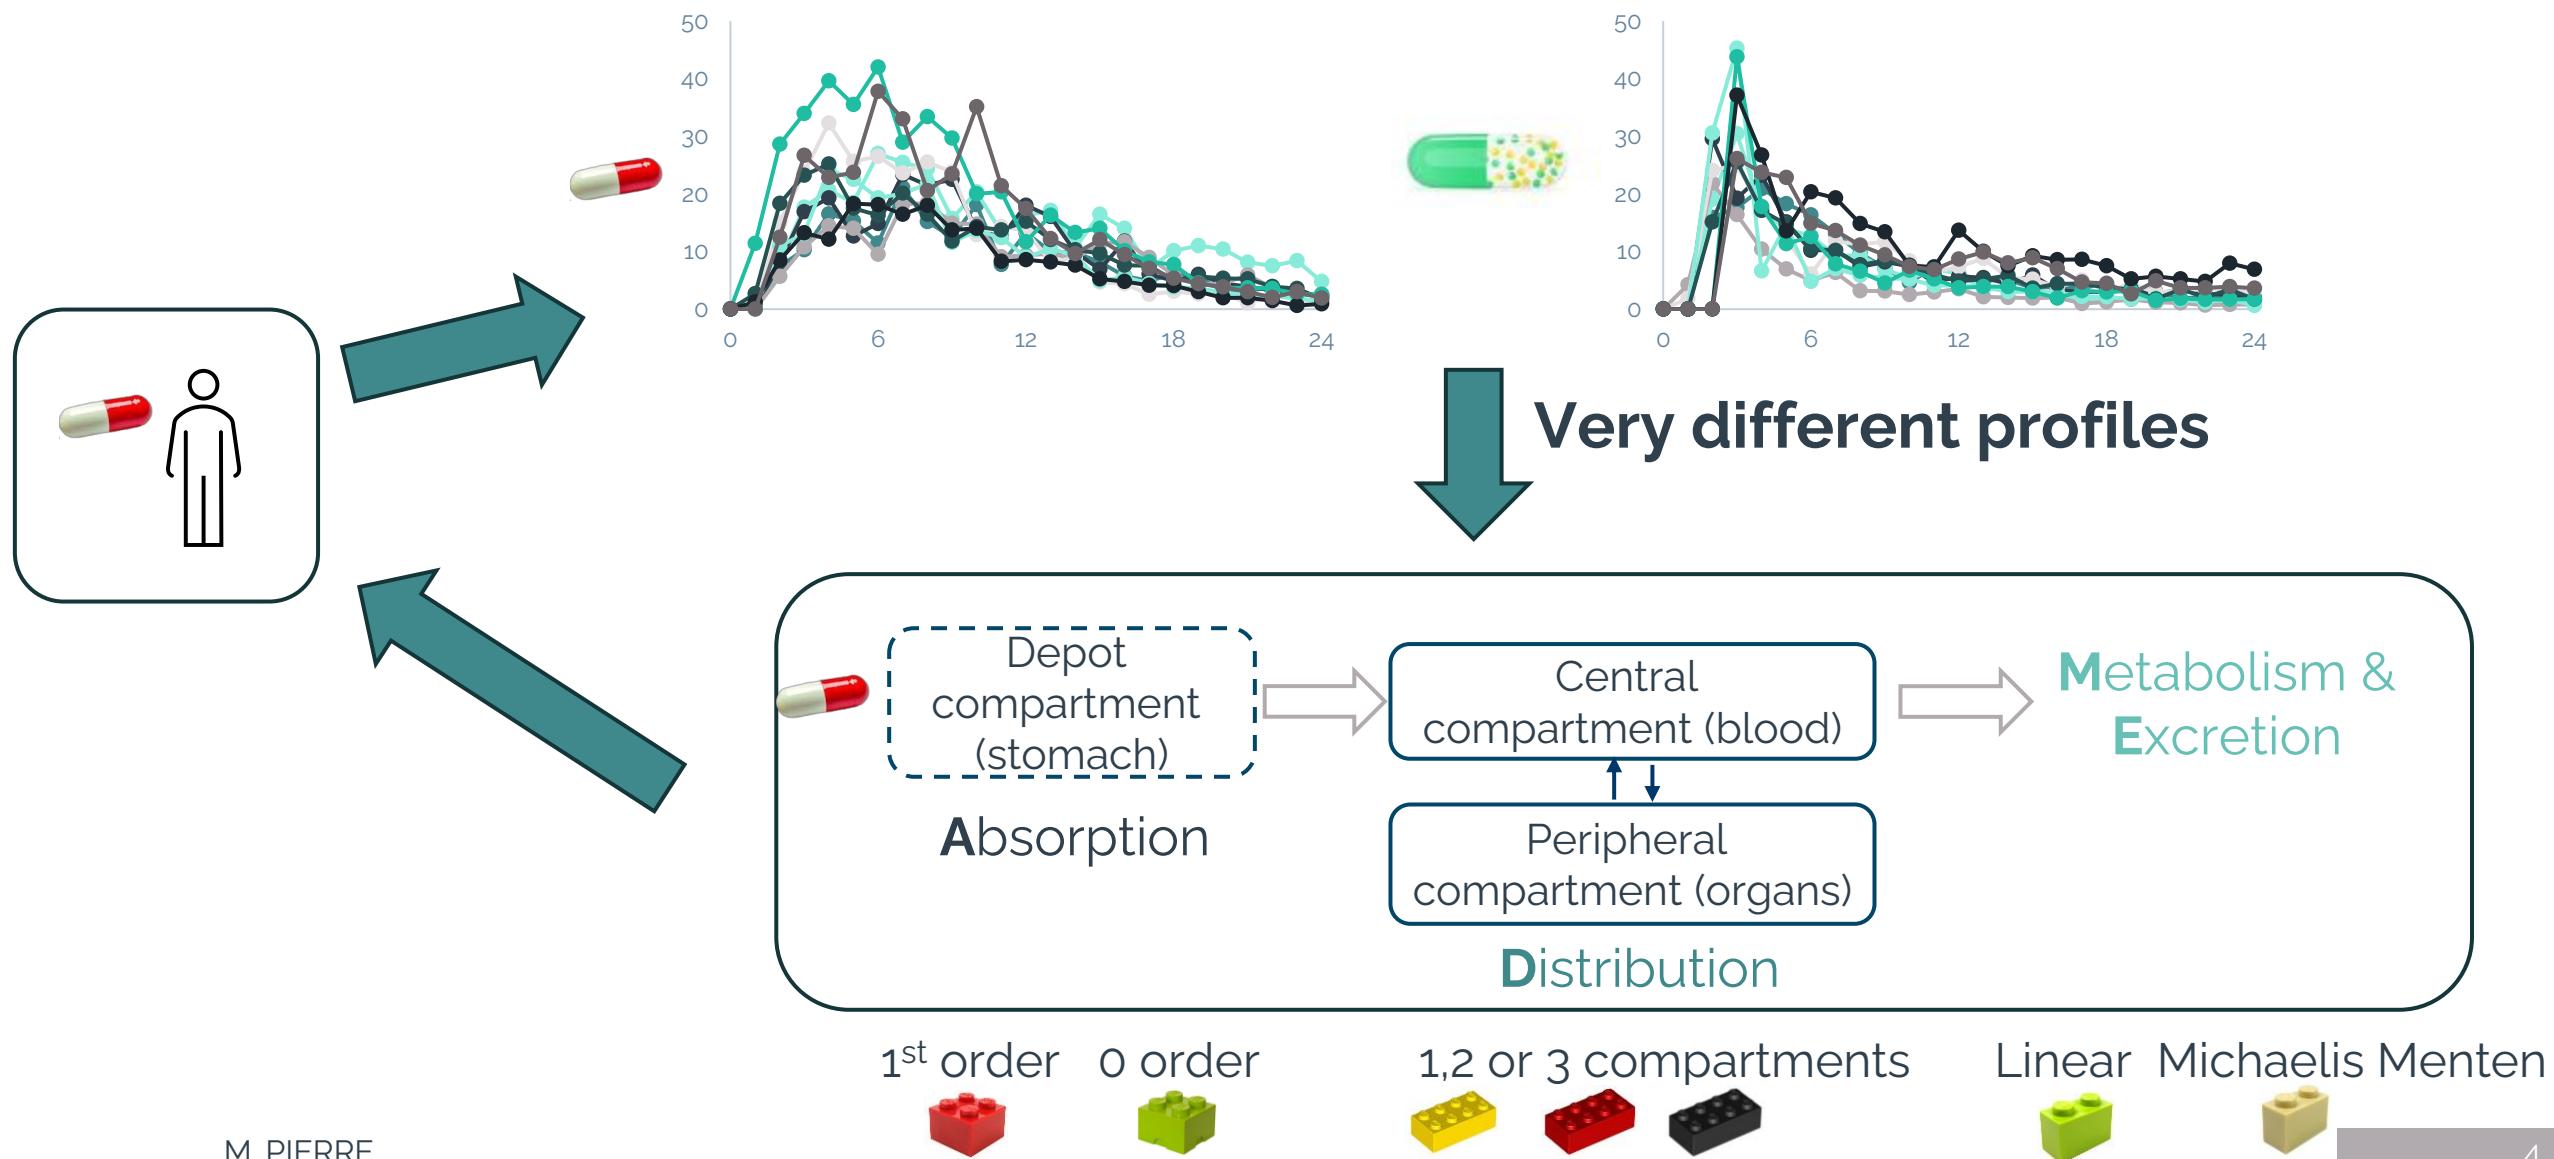 50
40
30
20
10
0
0 6 12 18 24
50
40
30
20
10
0
0 6 12 18 24
Very different profiles
Depot
compartment
(stomach)
Absorption
Central
compartment (blood)
Peripheral
compartment (organs)
Distribution
Metabolism &
Excretion
1st order 0 order
1,2 or 3 compartments
Linear Michaelis Menten
M. PIERRE
4